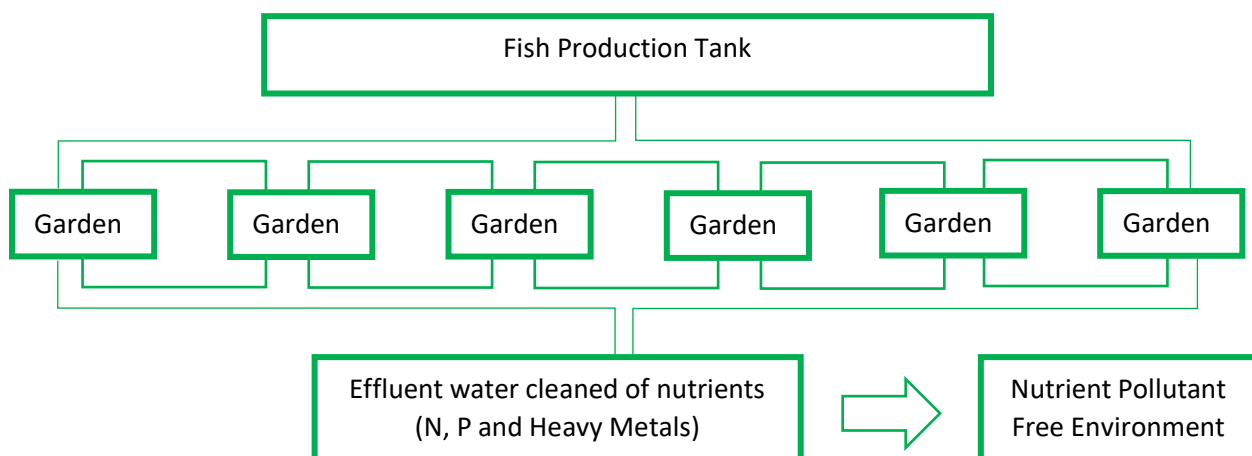 Fish Production Tank
Garden
Garden
Garden
Garden
Garden
Garden
Effluent water cleaned of nutrients
(N, P and Heavy Metals)
Nutrient Pollutant
Free Environment